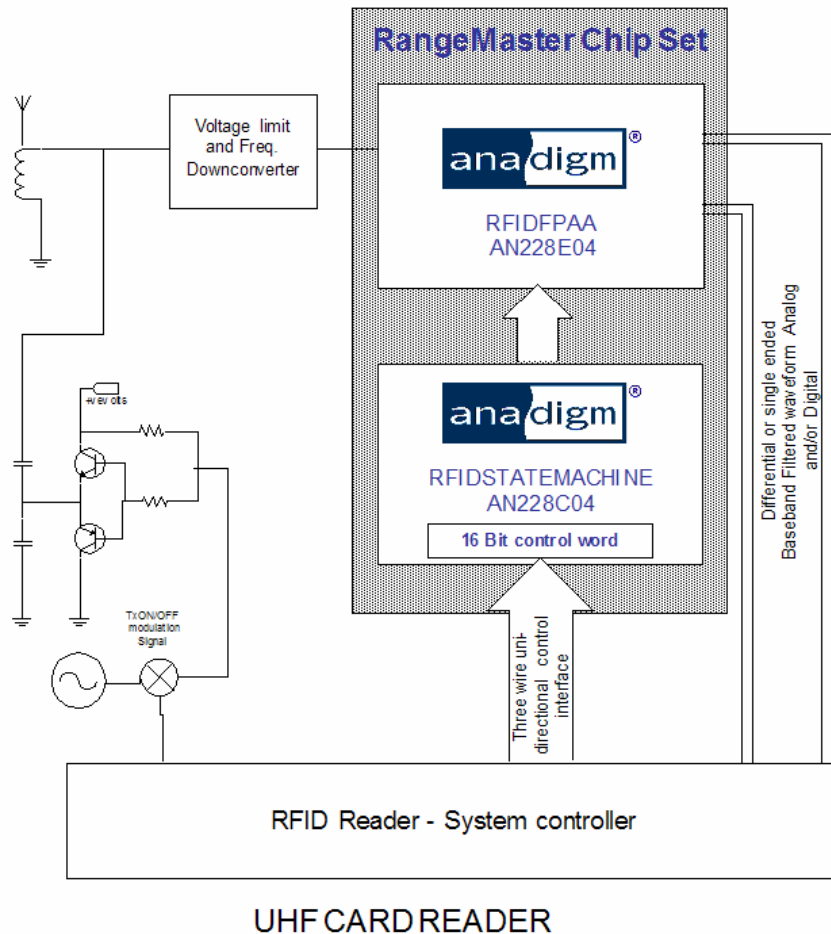 RangeMaster Chip Set
Voltage limit
and Freq.
Downconverter
anadigm®
RFIDFPAA
AN228E04
anadigm®
RFIDSTATEMACHINE
AN228C04
16 Bit control word
+ve volts
TxON/OFF
modulation
Signal
Three wire uni-
directional control
interface
Differential or single ended
Baseband Filtered waveform Analog
and/or Digital
RFID Reader - System controller
UHF CARD READER